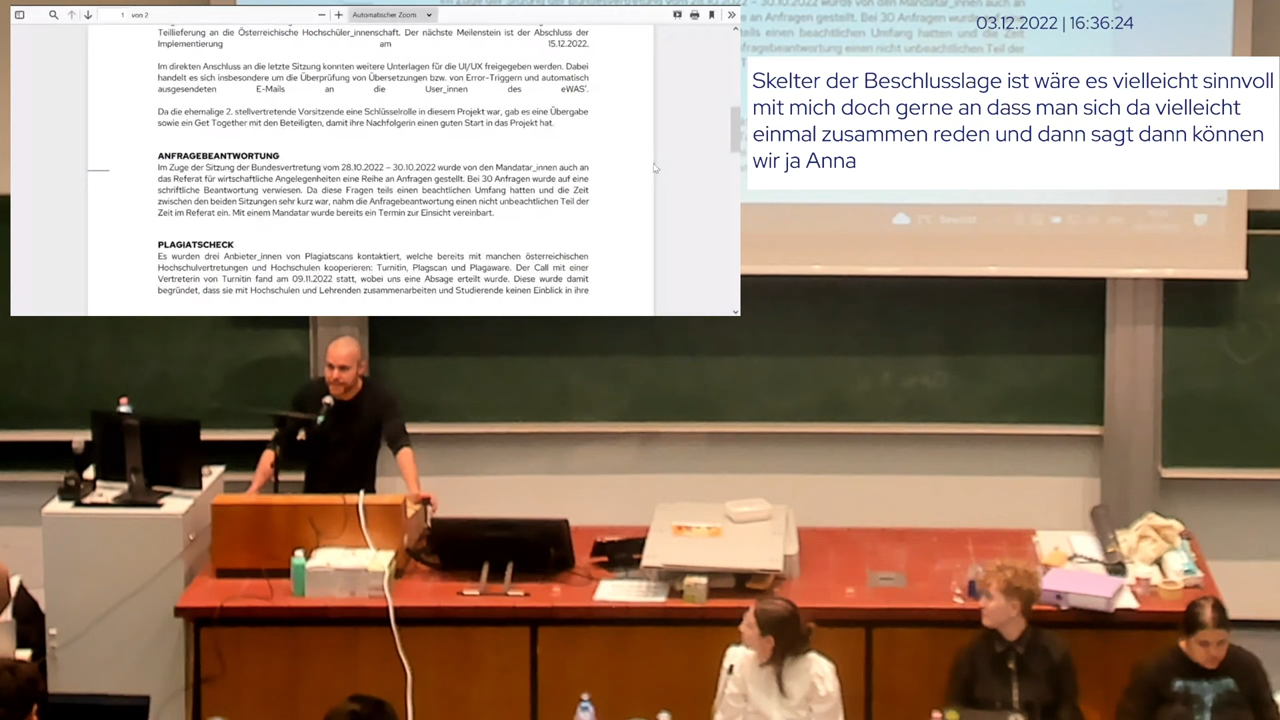 1 von 2
Automatischer Zoom
Teillieferung an die Österreichische Hochschüler_innenschaft. Der nächste Meilenstein ist der Abschluss der
Implementierung am 15.12.2022.
Im direkten Anschluss an die letzte Sitzung konnten weitere Unterlagen für die UI/UX freigegeben werden. Dabei
handelt es sich insbesondere um die Überprüfung von Übersetzungen bzw. von Error-Triggern und automatisch
ausgesendeten E-Mails an die User_innen des eWAS'.
Da die ehemalige 2. stellvertretende Vorsitzende eine Schlüsselrolle in diesem Projekt war, gab es eine Übergabe
sowie ein Get Together mit den Beteiligten, damit ihre Nachfolgerin einen guten Start in das Projekt hat.
ANFRAGEBEANTWORTUNG
Im Zuge der Sitzung der Bundesvertretung vom 28.10.2022 – 30.10.2022 wurde von den Mandatar_innen auch an
das Referat für wirtschaftliche Angelegenheiten eine Reihe an Anfragen gestellt. Bei 30 Anfragen wurde auf eine
schriftliche Beantwortung verwiesen. Da diese Fragen teils einen beachtlichen Umfang hatten und die Zeit
zwischen den beiden Sitzungen sehr kurz war, nahm die Anfragebeantwortung einen nicht unbeachtlichen Teil der
Zeit im Referat ein. Mit einem Mandatar wurde bereits ein Termin zur Einsicht vereinbart.
PLAGIATSCHECK
Es wurden drei Anbieter_innen von Plagiatscans kontaktiert, welche bereits mit manchen österreichischen
Hochschulvertretungen und Hochschulen kooperieren: Turnitin, Plagscan und Plagaware. Der Call mit einer
Vertreterin von Turnitin fand am 09.11.2022 statt, wobei uns eine Absage erteilt wurde. Diese wurde damit
begründet, dass sie mit Hochschulen und Lehrenden zusammenarbeiten und Studierende keinen Einblick in ihre
03.12.2022 | 16:36:24
Skelter der Beschlusslage ist wäre es vielleicht sinnvoll
mit mich doch gerne an dass man sich da vielleicht
einmal zusammen reden und dann sagt dann können
wir ja Anna